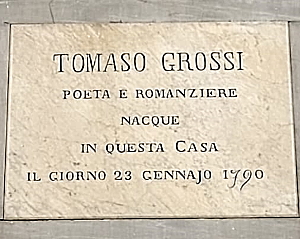 TOMASO GROSSI
POETA E ROMANZIERE
NACQUE
IN QUESTA CASA
IL GIORNO 23 GENNAJO 1790